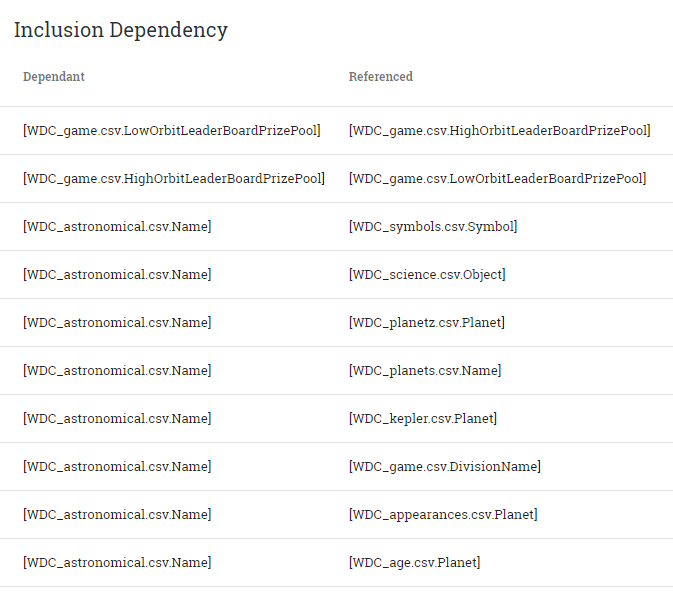 Inclusion Dependency
Dependant Referenced
[WDC_game.csv.LowOrbitLeaderBoardPrizePool] [WDC_game.csv.HighOrbitLeaderBoardPrizePool]
[WDC_game.csv.HighOrbitLeaderBoardPrizePool] [WDC_game.csv.LowOrbitLeaderBoardPrizePool]
[WDC_astronomical.csv.Name] [WDC_symbols.csv.Symbol]
[WDC_astronomical.csv.Name] [WDC_science.csv.Object]
[WDC_astronomical.csv.Name] [WDC_planetz.csv.Planet]
[WDC_astronomical.csv.Name] [WDC_planets.csv.Name]
[WDC_astronomical.csv.Name] [WDC_kepler.csv.Planet]
[WDC_astronomical.csv.Name] [WDC_game.csv.DivisionName]
[WDC_astronomical.csv.Name] [WDC_appearances.csv.Planet]
[WDC_astronomical.csv.Name] [WDC_age.csv.Planet]